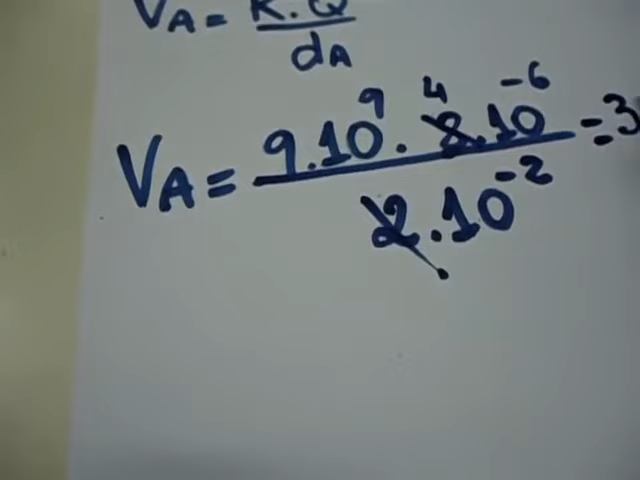 VA = K.Q
dA
VA = 9.10⁹ . 8.10⁻⁶ = 3
4
2.10⁻²